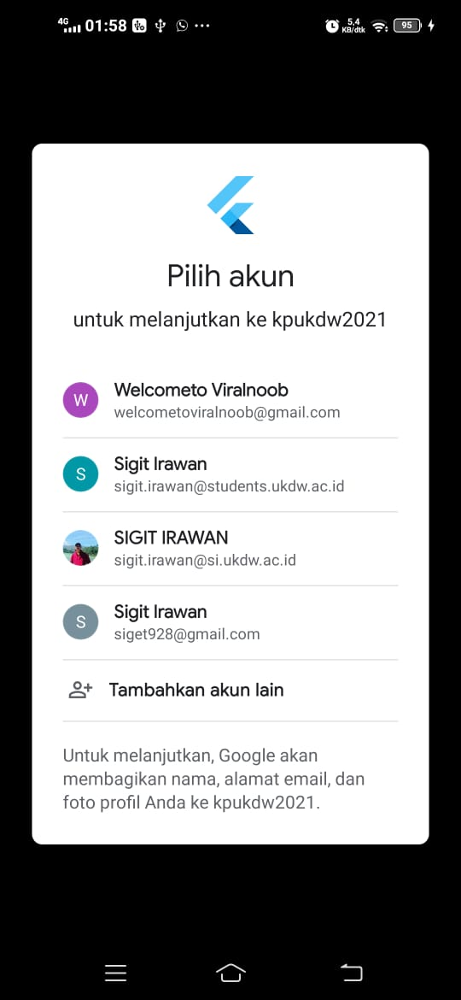 4G 01:58 5,4 KB/dtk 95
Pilih akun
untuk melanjutkan ke kpukdw2021
W
Welcometo Viralnoob
welcometoviralnoob@gmail.com
S
Sigit Irawan
sigit.irawan@students.ukdw.ac.id
SIGIT IRAWAN
sigit.irawan@si.ukdw.ac.id
S
Sigit Irawan
siget928@gmail.com
Tambahkan akun lain
Untuk melanjutkan, Google akan
membagikan nama, alamat email, dan
foto profil Anda ke kpukdw2021.